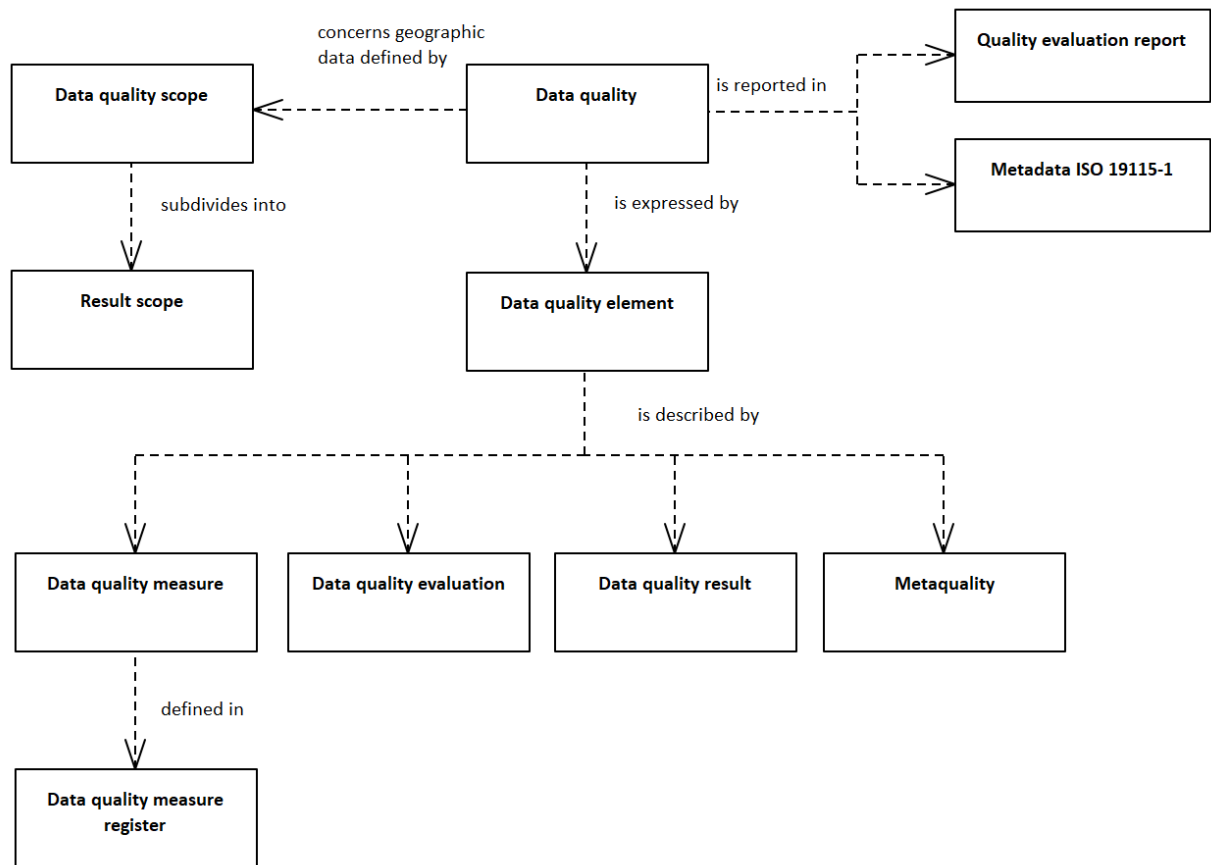 concerns geographic
data defined by
Quality evaluation report
Data quality scope
Data quality
is reported in
Metadata ISO 19115-1
subdivides into
is expressed by
Result scope
Data quality element
is described by
Data quality measure
Data quality evaluation
Data quality result
Metaquality
defined in
Data quality measure
register